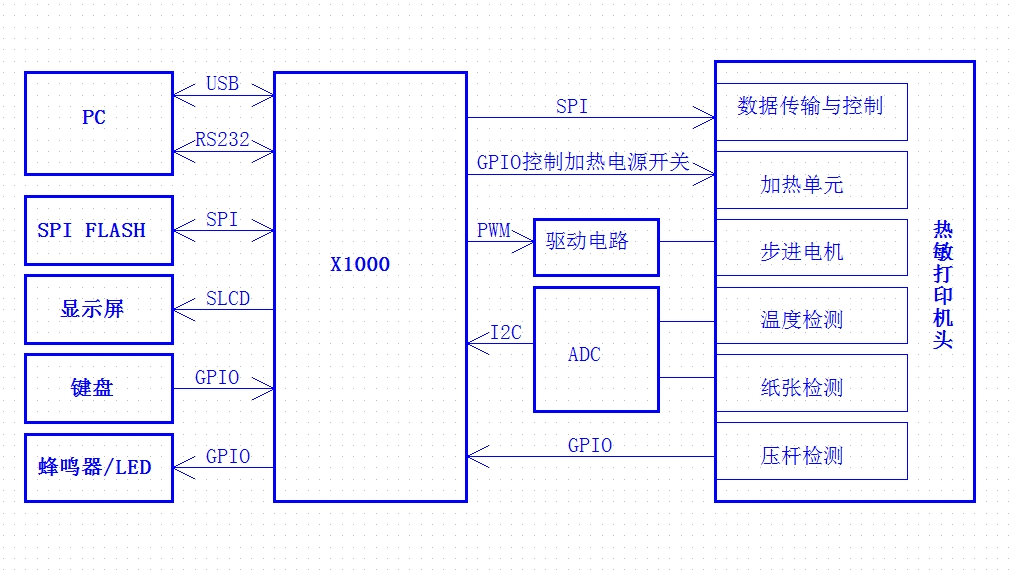 PC
USB
RS232
SPI FLASH
SPI
显示屏
SLCD
键盘
GPIO
蜂鸣器/LED
GPIO
X1000
SPI
GPIO控制加热电源开关
PWM
驱动电路
I2C
ADC
GPIO
数据传输与控制
加热单元
步进电机
温度检测
纸张检测
压杆检测
热敏打印机头